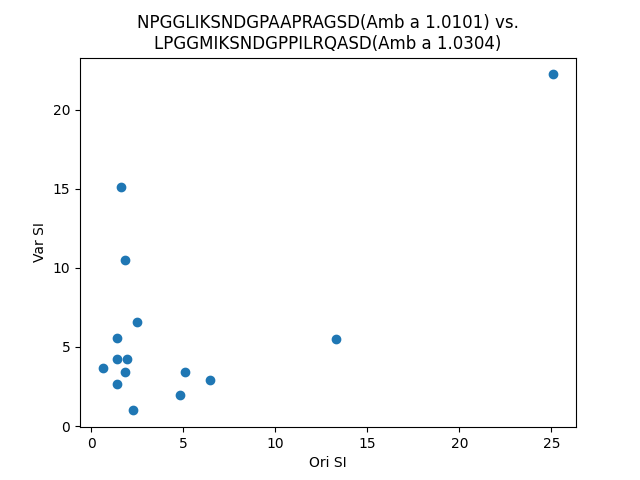 NPGGLIKSNDGPAAPRAGSD(Amb a 1.0101) vs.
LPGGMIKSNDGPPILRQASD(Amb a 1.0304)
20
15
10
5
0
Var SI
0 5 10 15 20 25
Ori SI